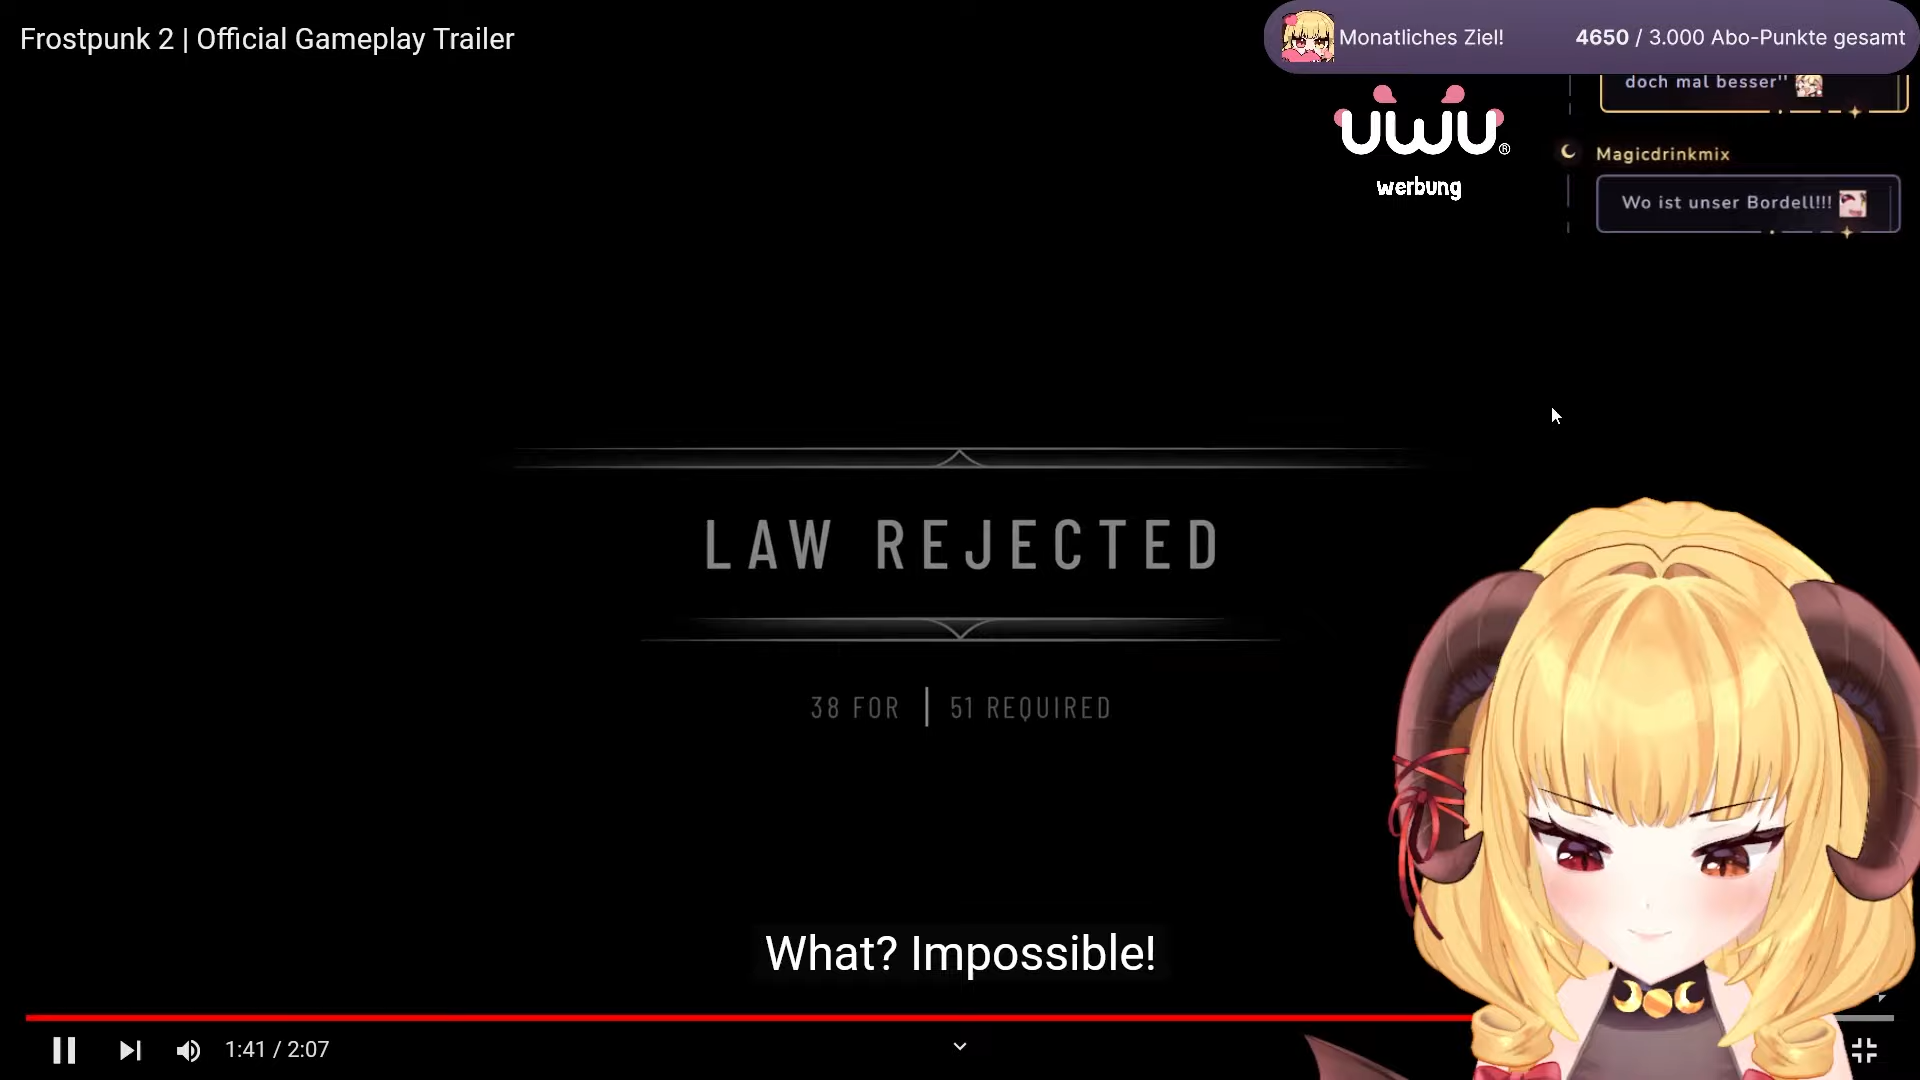 Frostpunk 2 | Official Gameplay Trailer
Monatliches Ziel!
4650 / 3.000 Abo-Punkte gesamt
doch mal besser''
UWU®
werbung
Magicdrinkmix
Wo ist unser Bordell!!!
LAW REJECTED
38 FOR | 51 REQUIRED
What? Impossible!
1:41 / 2:07